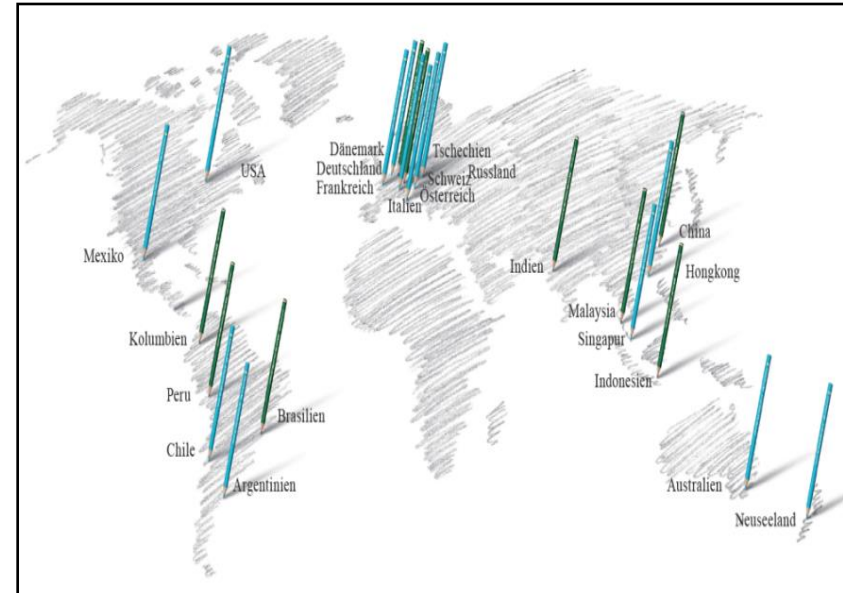 Dänemark
Tschechien
Deutschland
Russland
USA
Schweiz
Frankreich
Österreich
Italien
China
Mexiko
Indien
Hongkong
Malaysia
Kolumbien
Singapur
Indonesien
Peru
Brasilien
Chile
Argentinien
Australien
Neuseeland